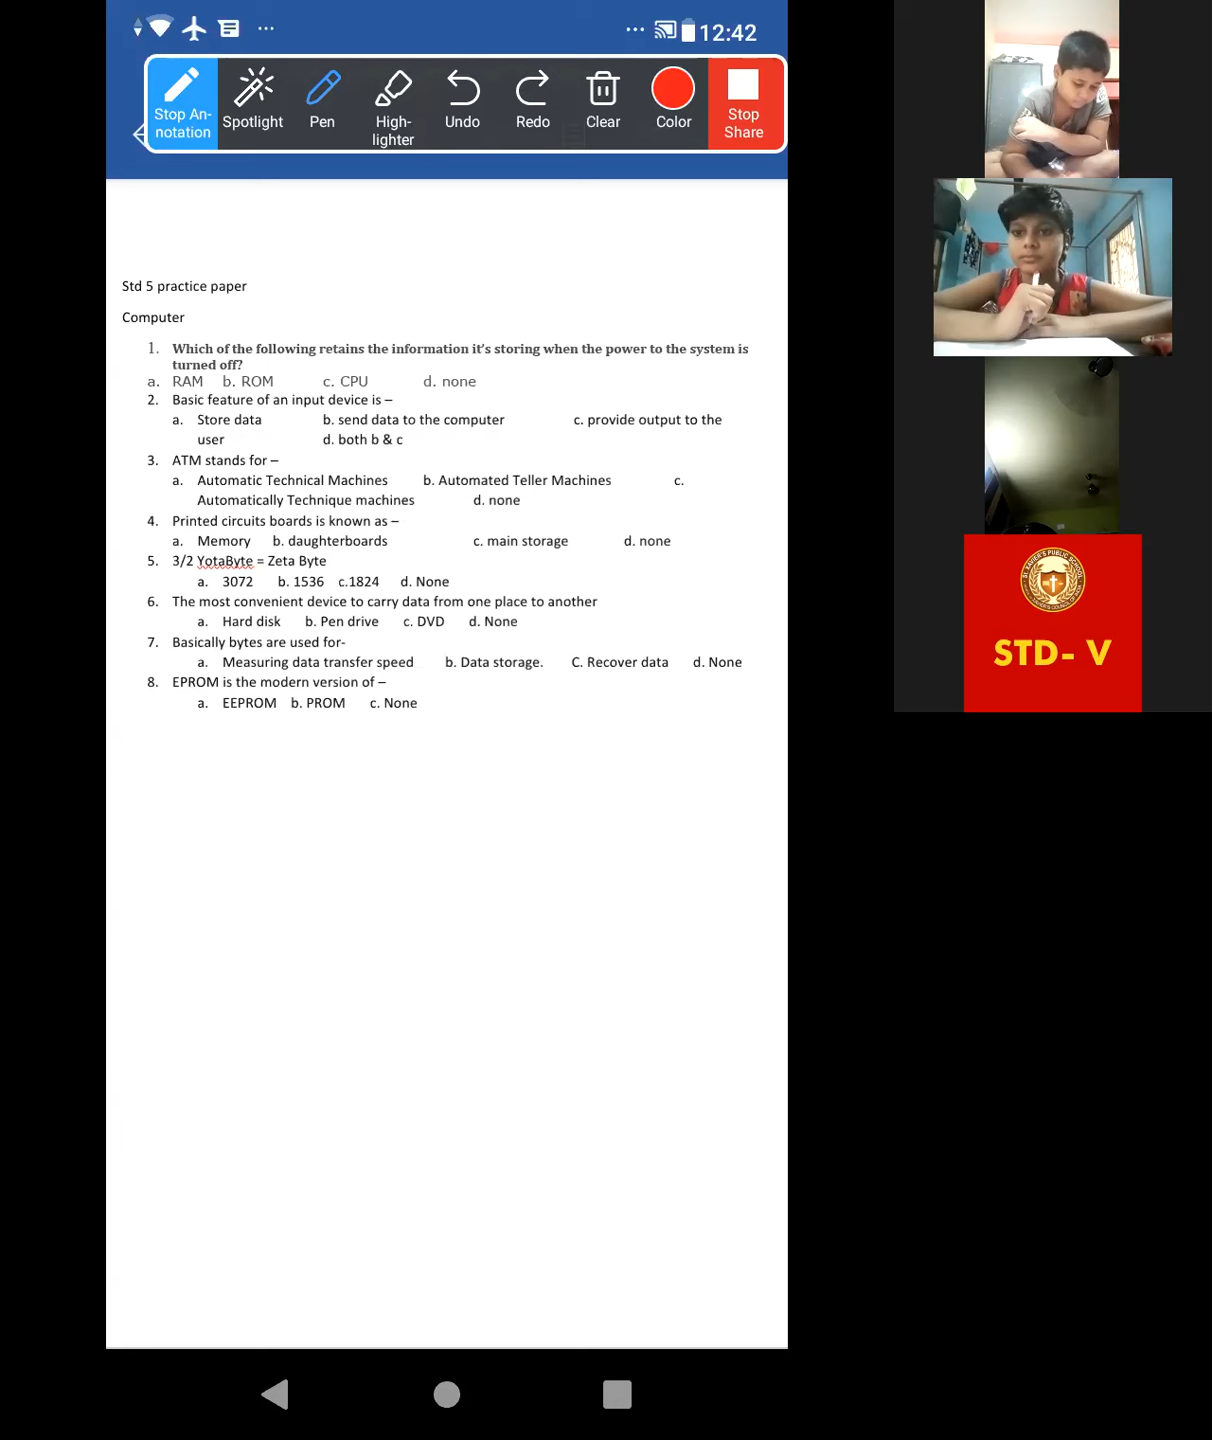 12:42
Stop An-
notation
Spotlight
Pen
High-
lighter
Undo
Redo
Clear
Color
Stop
Share
Std 5 practice paper
Computer
1. Which of the following retains the information it's storing when the power to the system is
turned off?
a. RAM b. ROM c. CPU d. none
2. Basic feature of an input device is –
a. Store data b. send data to the computer c. provide output to the
user d. both b & c
3. ATM stands for –
a. Automatic Technical Machines b. Automated Teller Machines c.
Automatically Technique machines d. none
4. Printed circuits boards is known as –
a. Memory b. daughterboards c. main storage d. none
5. 3/2 YotaByte = Zeta Byte
a. 3072 b. 1536 c.1824 d. None
6. The most convenient device to carry data from one place to another
a. Hard disk b. Pen drive c. DVD d. None
7. Basically bytes are used for-
a. Measuring data transfer speed b. Data storage. C. Recover data d. None
8. EPROM is the modern version of –
a. EEPROM b. PROM c. None
STD- V